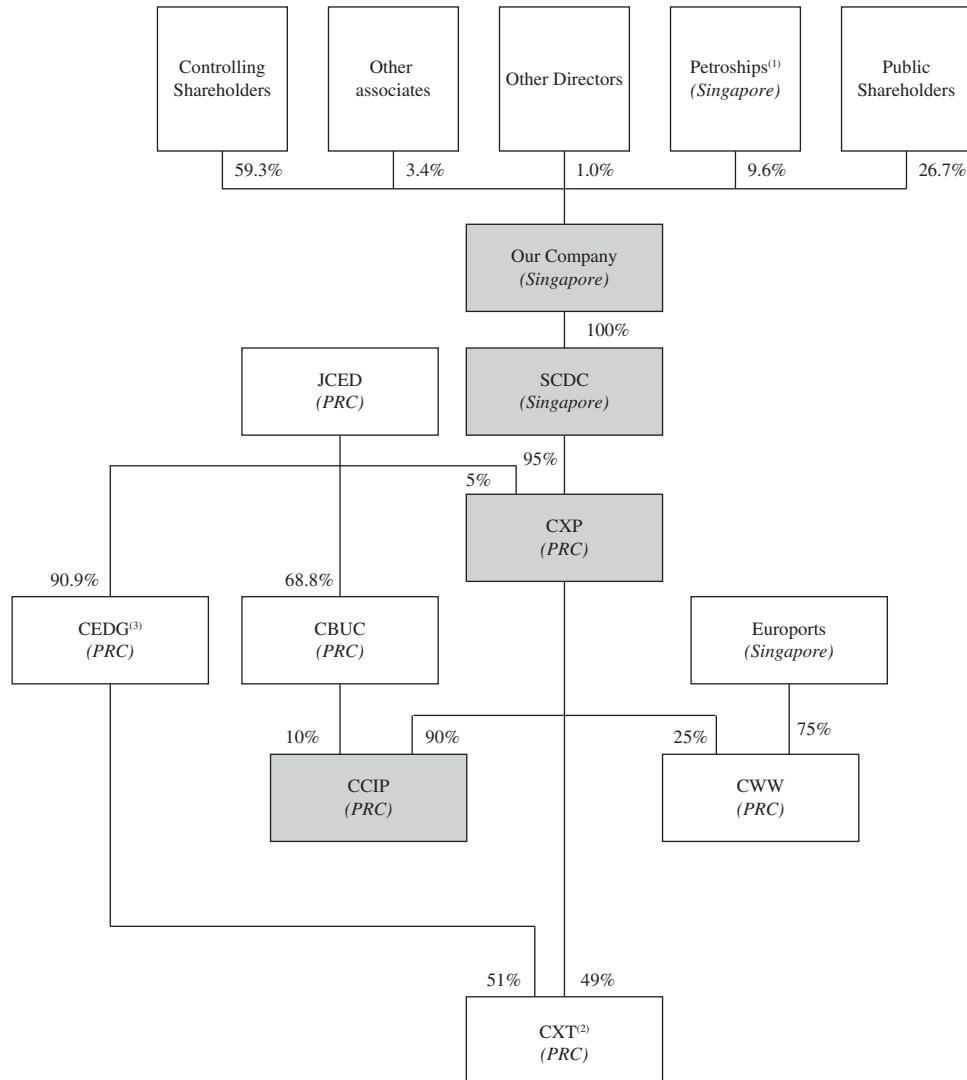 Controlling
Shareholders
Other
associates
Other Directors
Petroships(1)
(Singapore)
Public
Shareholders
59.3%
3.4%
1.0%
9.6%
26.7%
Our Company
(Singapore)
100%
JCED
(PRC)
SCDC
(Singapore)
95%
5%
CXP
(PRC)
90.9%
68.8%
CEDG(3)
(PRC)
CBUC
(PRC)
Euroports
(Singapore)
10%
90%
25%
75%
CCIP
(PRC)
CWW
(PRC)
51%
49%
CXT(2)
(PRC)